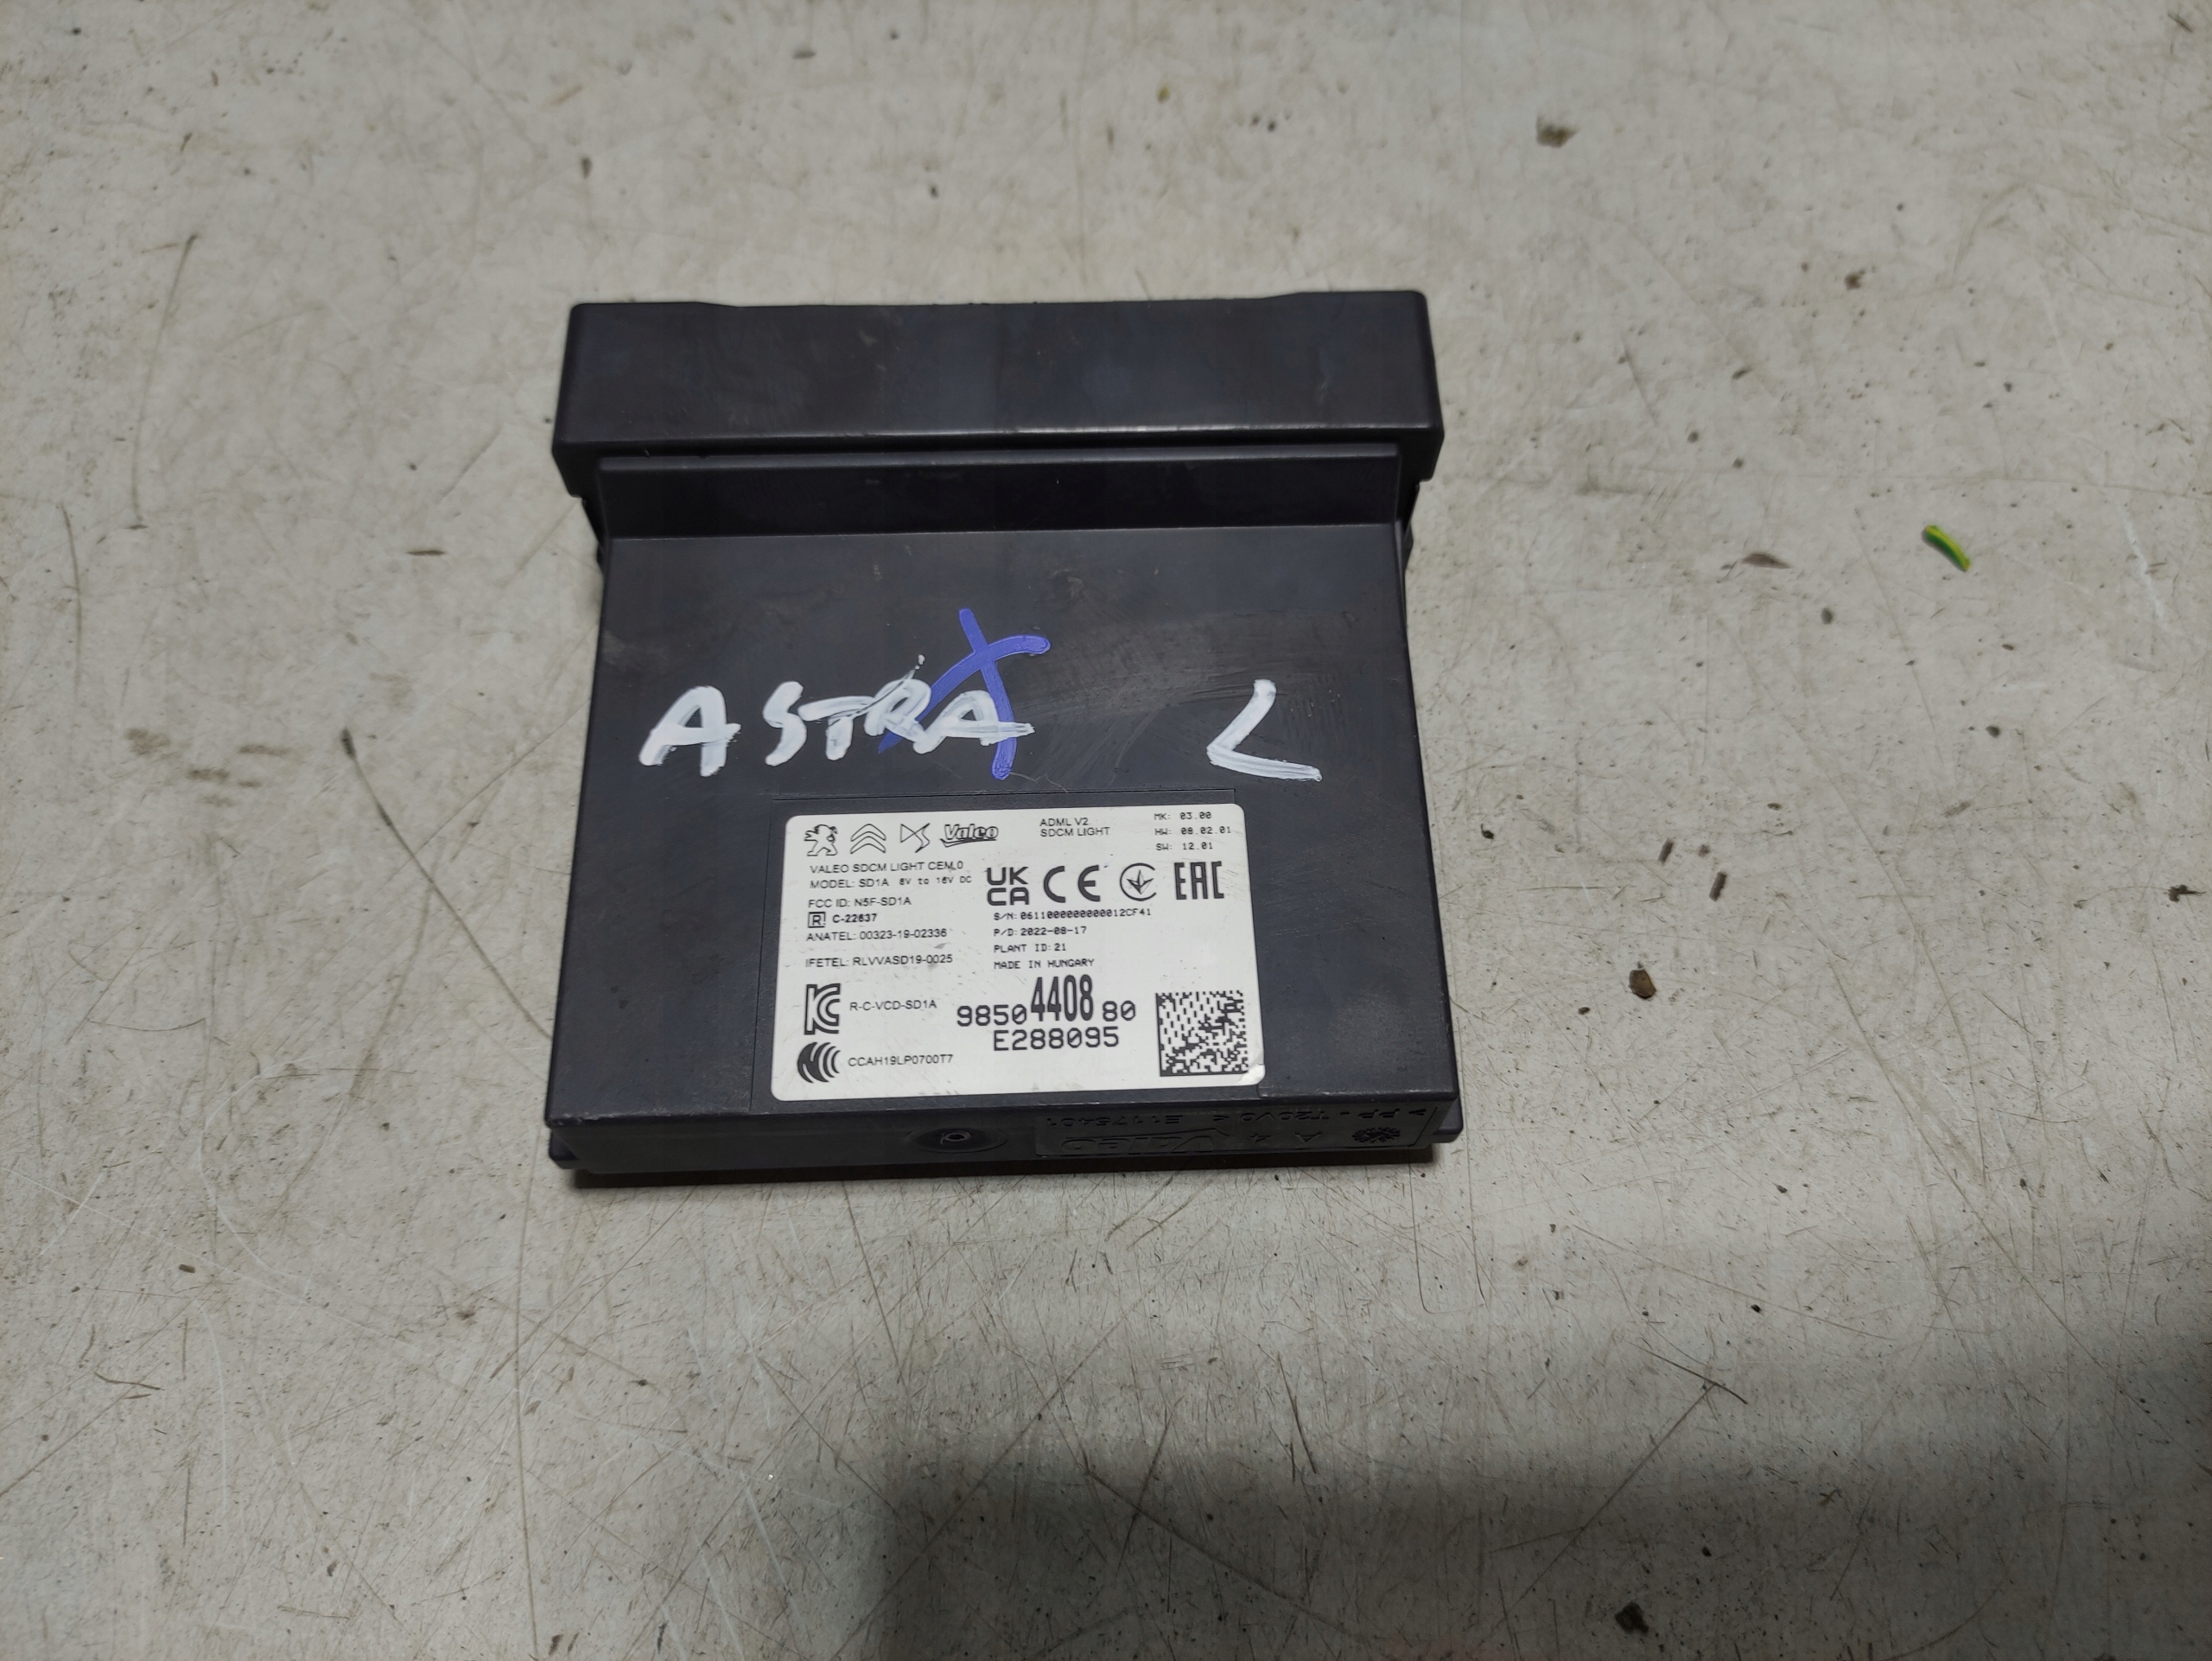 ASTRA L
Valeo
ADML V2
SDCM LIGHT
MK: 03.00
HW: 08.02.01
SW: 12.01
VALEO SDCM LIGHT CEM.0
MODEL: SD1A 8V to 16V DC
UK
CA CE EAC
FCC ID: N5F-SD1A
R C-22637
ANATEL: 00323-19-02336
IFETEL: RLVVASD19-0025
S/N: 0611000000000012CF41
P/D: 2022-08-17
PLANT ID: 21
MADE IN HUNGARY
R-C-VCD-SD1A
98504408 80
E288095
CCAH19LP0700T7